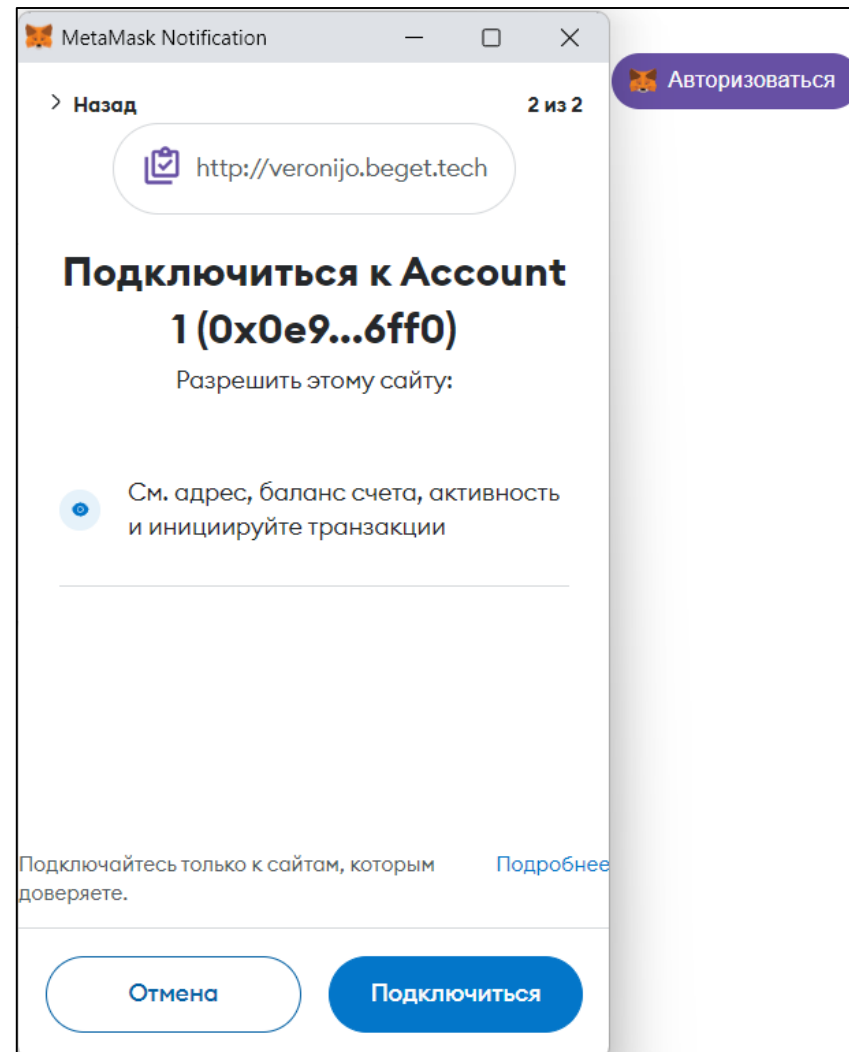 MetaMask Notification
Авторизоваться
> Назад
2 из 2
http://veronijo.beget.tech
Подключиться к Account
1 (0x0e9...6ff0)
Разрешить этому сайту:
См. адрес, баланс счета, активность
и инициируйте транзакции
Подключайтесь только к сайтам, которым
доверяете.
Подробнее
Отмена
Подключиться